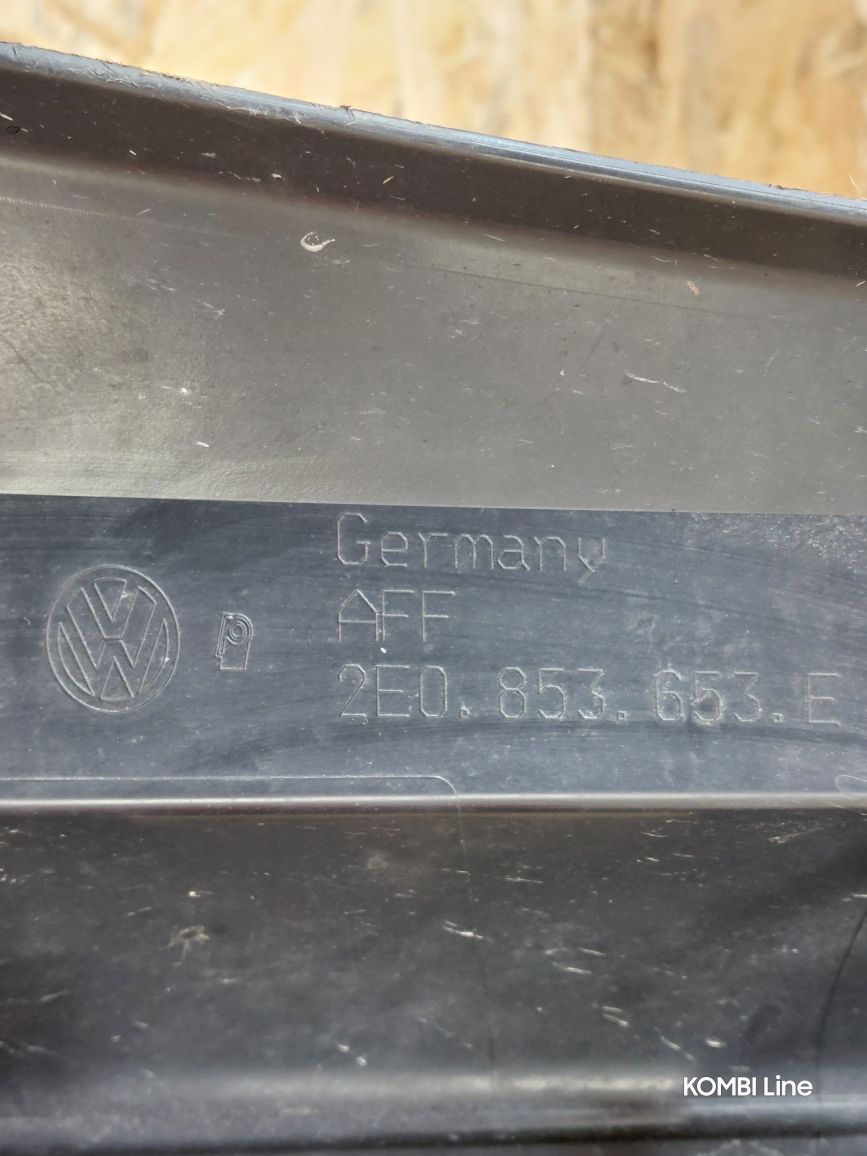 Germany
AFF
2E0.853.653.E
KOMBI Line